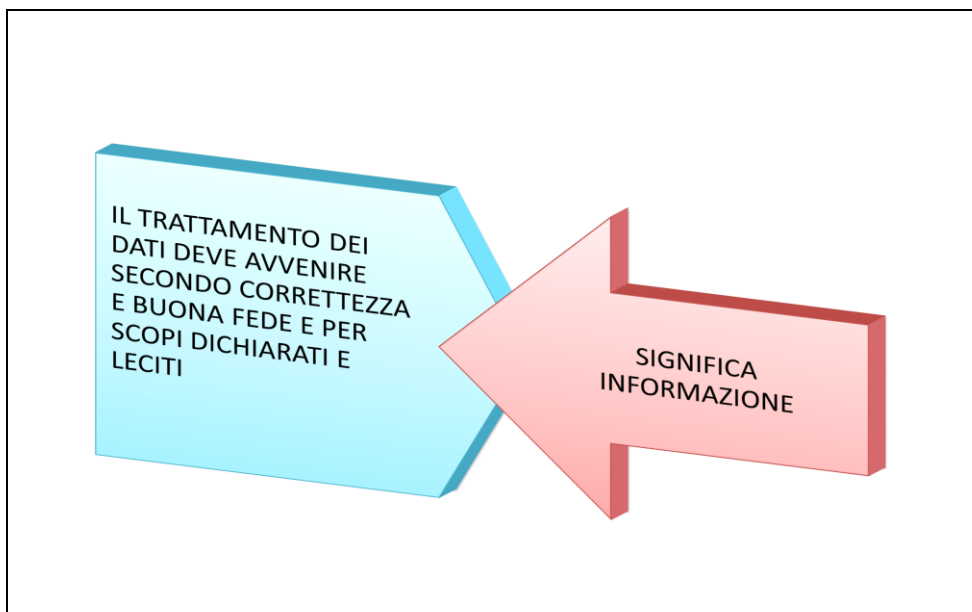 IL TRATTAMENTO DEI
DATI DEVE AVVENIRE
SECONDO CORRETTEZZA
E BUONA FEDE E PER
SCOPI DICHIARATI E
LECITI
SIGNIFICA
INFORMAZIONE